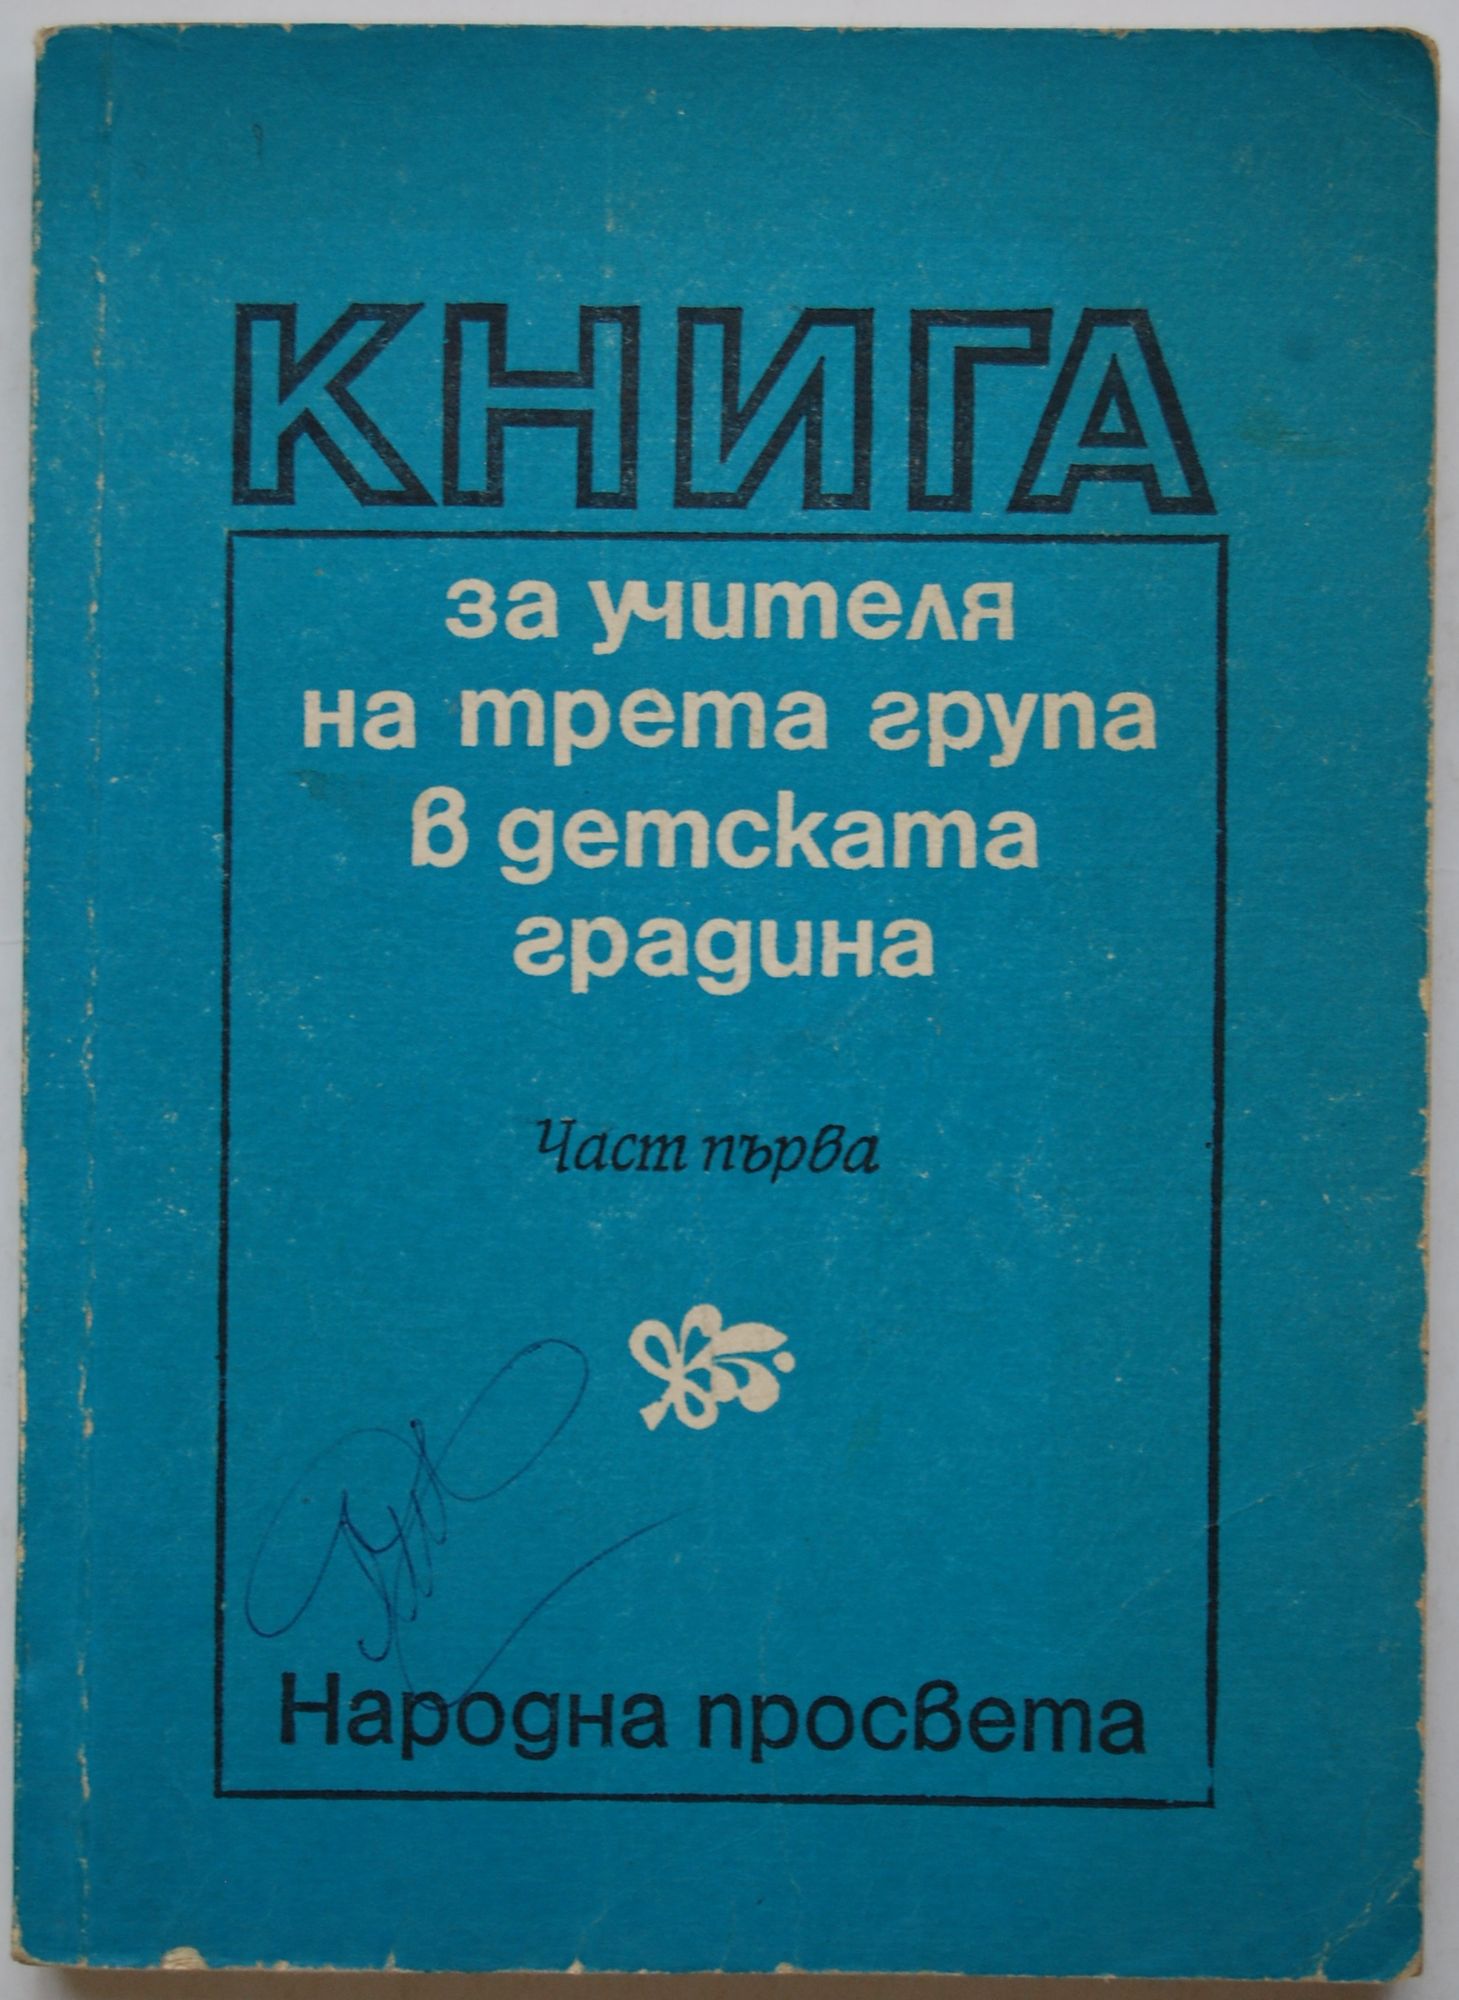 КНИГА
за учителя
на трета група
в детската
градина
Част първа
Народна просвета